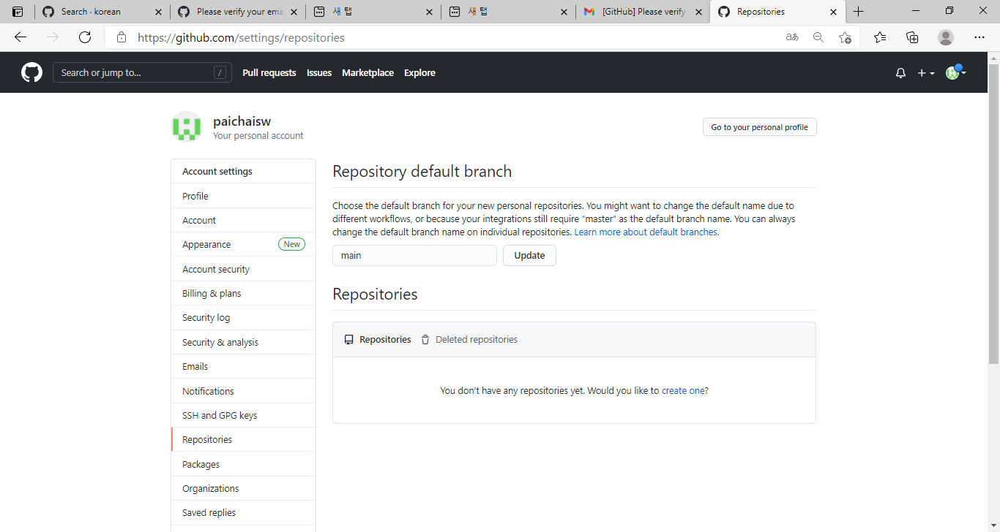 Search · korean
Please verify your ema
새 탭
새 탭
[GitHub] Please verify
Repositories
https://github.com/settings/repositories
Search or jump to...
/
Pull requests
Issues
Marketplace
Explore
paichaisw
Your personal account
Go to your personal profile
Account settings
Profile
Account
Appearance
New
Account security
Billing & plans
Security log
Security & analysis
Emails
Notifications
SSH and GPG keys
Repositories
Packages
Organizations
Saved replies
Repository default branch
Choose the default branch for your new personal repositories. You might want to change the default name due to
different workflows, or because your integrations still require “master” as the default branch name. You can always
change the default branch name on individual repositories. Learn more about default branches.
main
Update
Repositories
Repositories
Deleted repositories
You don’t have any repositories yet. Would you like to create one?